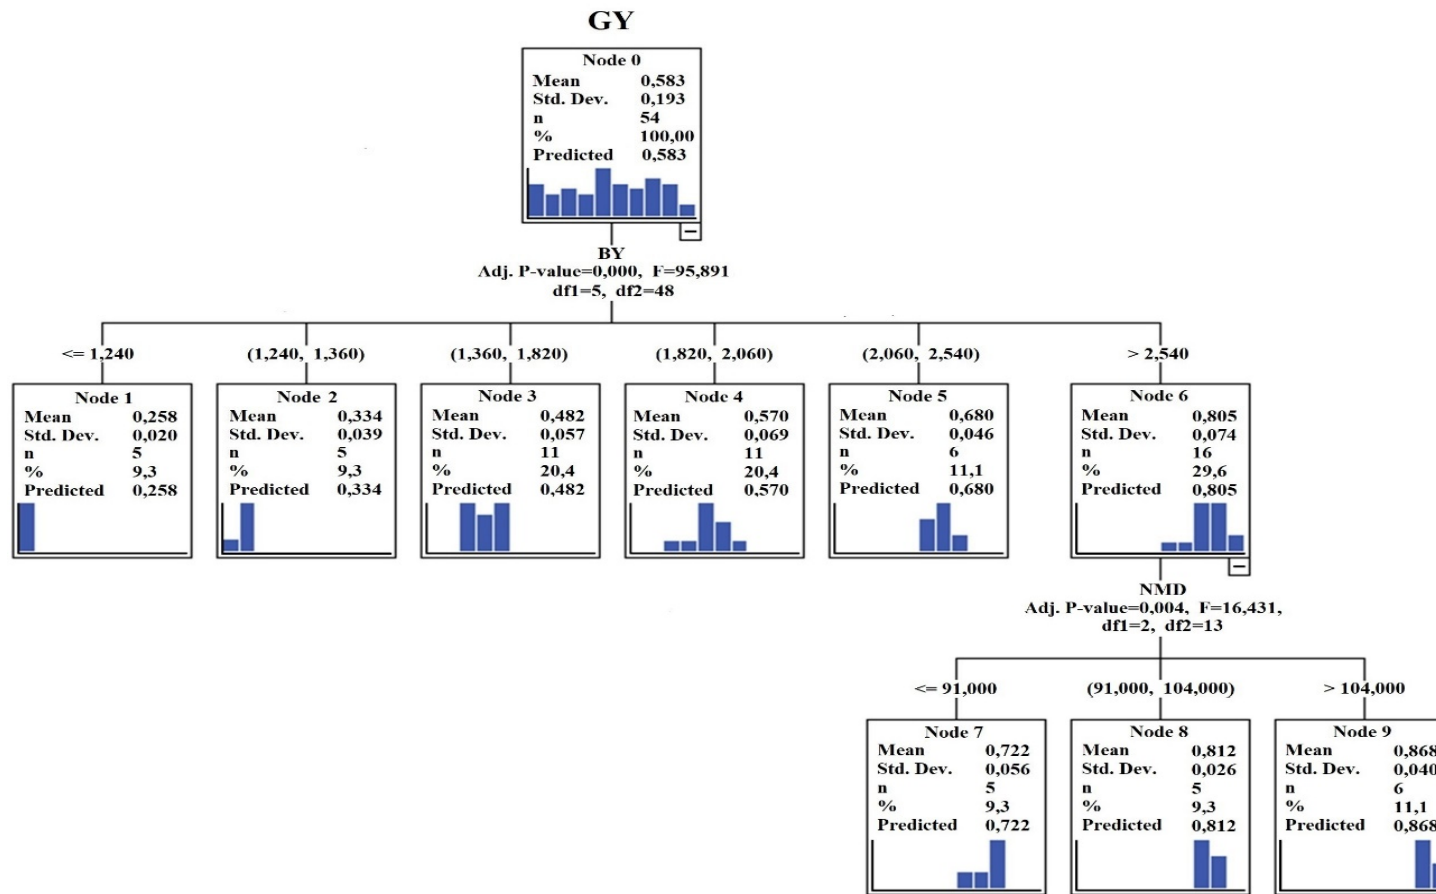 GY
Node 0
Mean 0,583
Std. Dev. 0,193
n 54
% 100,00
Predicted 0,583
BY
Adj. P-value=0,000, F=95,891
df1=5, df2=48
<= 1,240
(1,240, 1,360)
(1,360, 1,820)
(1,820, 2,060)
(2,060, 2,540)
> 2,540
Node 1
Mean 0,258
Std. Dev. 0,020
n 5
% 9,3
Predicted 0,258
Node 2
Mean 0,334
Std. Dev. 0,039
n 5
% 9,3
Predicted 0,334
Node 3
Mean 0,482
Std. Dev. 0,057
n 11
% 20,4
Predicted 0,482
Node 4
Mean 0,570
Std. Dev. 0,069
n 11
% 20,4
Predicted 0,570
Node 5
Mean 0,680
Std. Dev. 0,046
n 6
% 11,1
Predicted 0,680
Node 6
Mean 0,805
Std. Dev. 0,074
n 16
% 29,6
Predicted 0,805
NMD
Adj. P-value=0,004, F=16,431,
df1=2, df2=13
<= 91,000
(91,000, 104,000)
> 104,000
Node 7
Mean 0,722
Std. Dev. 0,056
n 5
% 9,3
Predicted 0,722
Node 8
Mean 0,812
Std. Dev. 0,026
n 5
% 9,3
Predicted 0,812
Node 9
Mean 0,868
Std. Dev. 0,040
n 6
% 11,1
Predicted 0,868